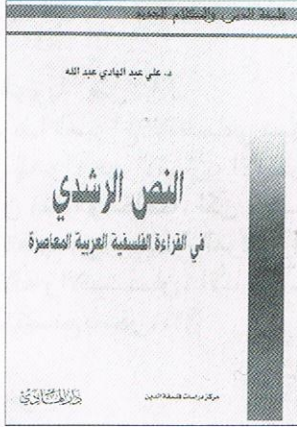 فلسفة الدين والكلام الجديد
د. علي عبد الهادي عبد الله
النص الرشدي
في القراءة الفلسفية العربية المعاصرة
مركز دراسات فلسفة الدين
دار الهادي